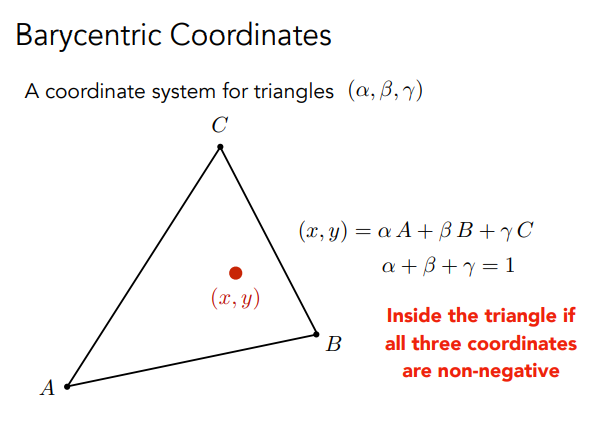 Barycentric Coordinates
A coordinate system for triangles (α, β, γ)
C
(x, y) = α A + β B + γ C
α + β + γ = 1
(x, y)
Inside the triangle if
all three coordinates
are non-negative
B
A